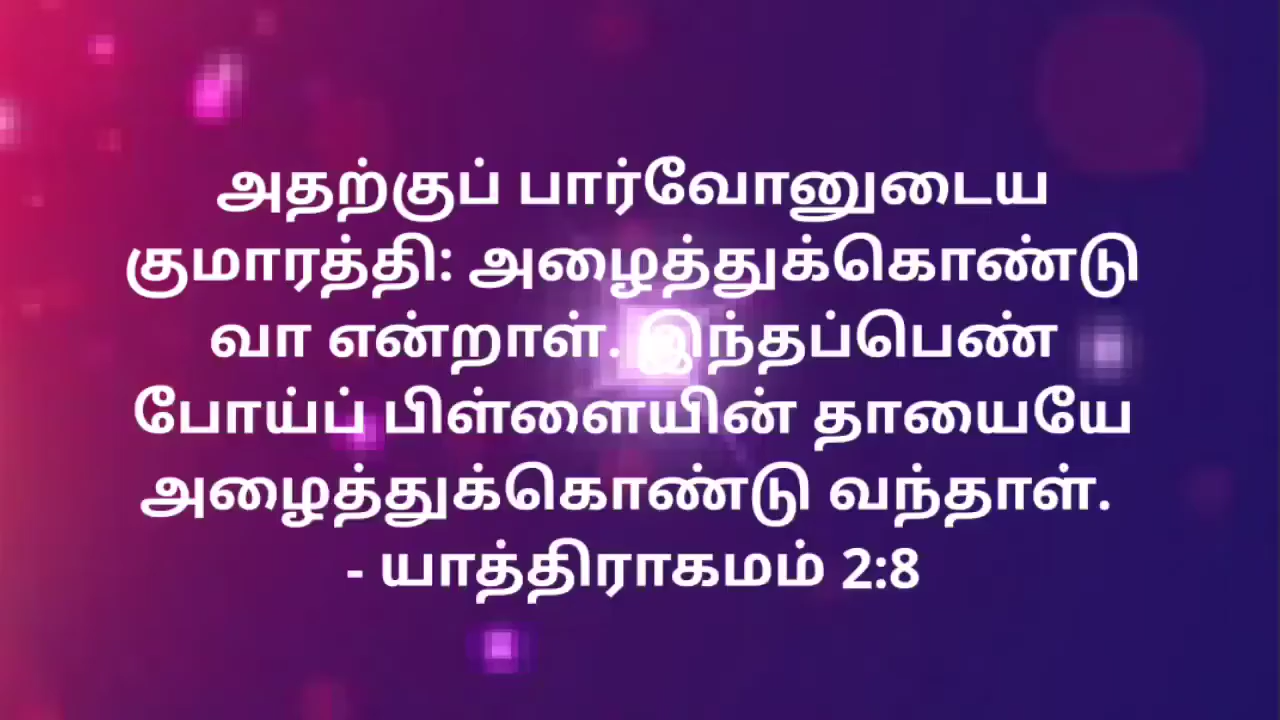 அதற்குப் பார்வோனுடைய
குமாரத்தி: அழைத்துக்கொண்டு
வா என்றாள். இந்தப்பெண்
போய்ப் பிள்ளையின் தாயையே
அழைத்துக்கொண்டு வந்தாள்.
- யாத்திராகமம் 2:8